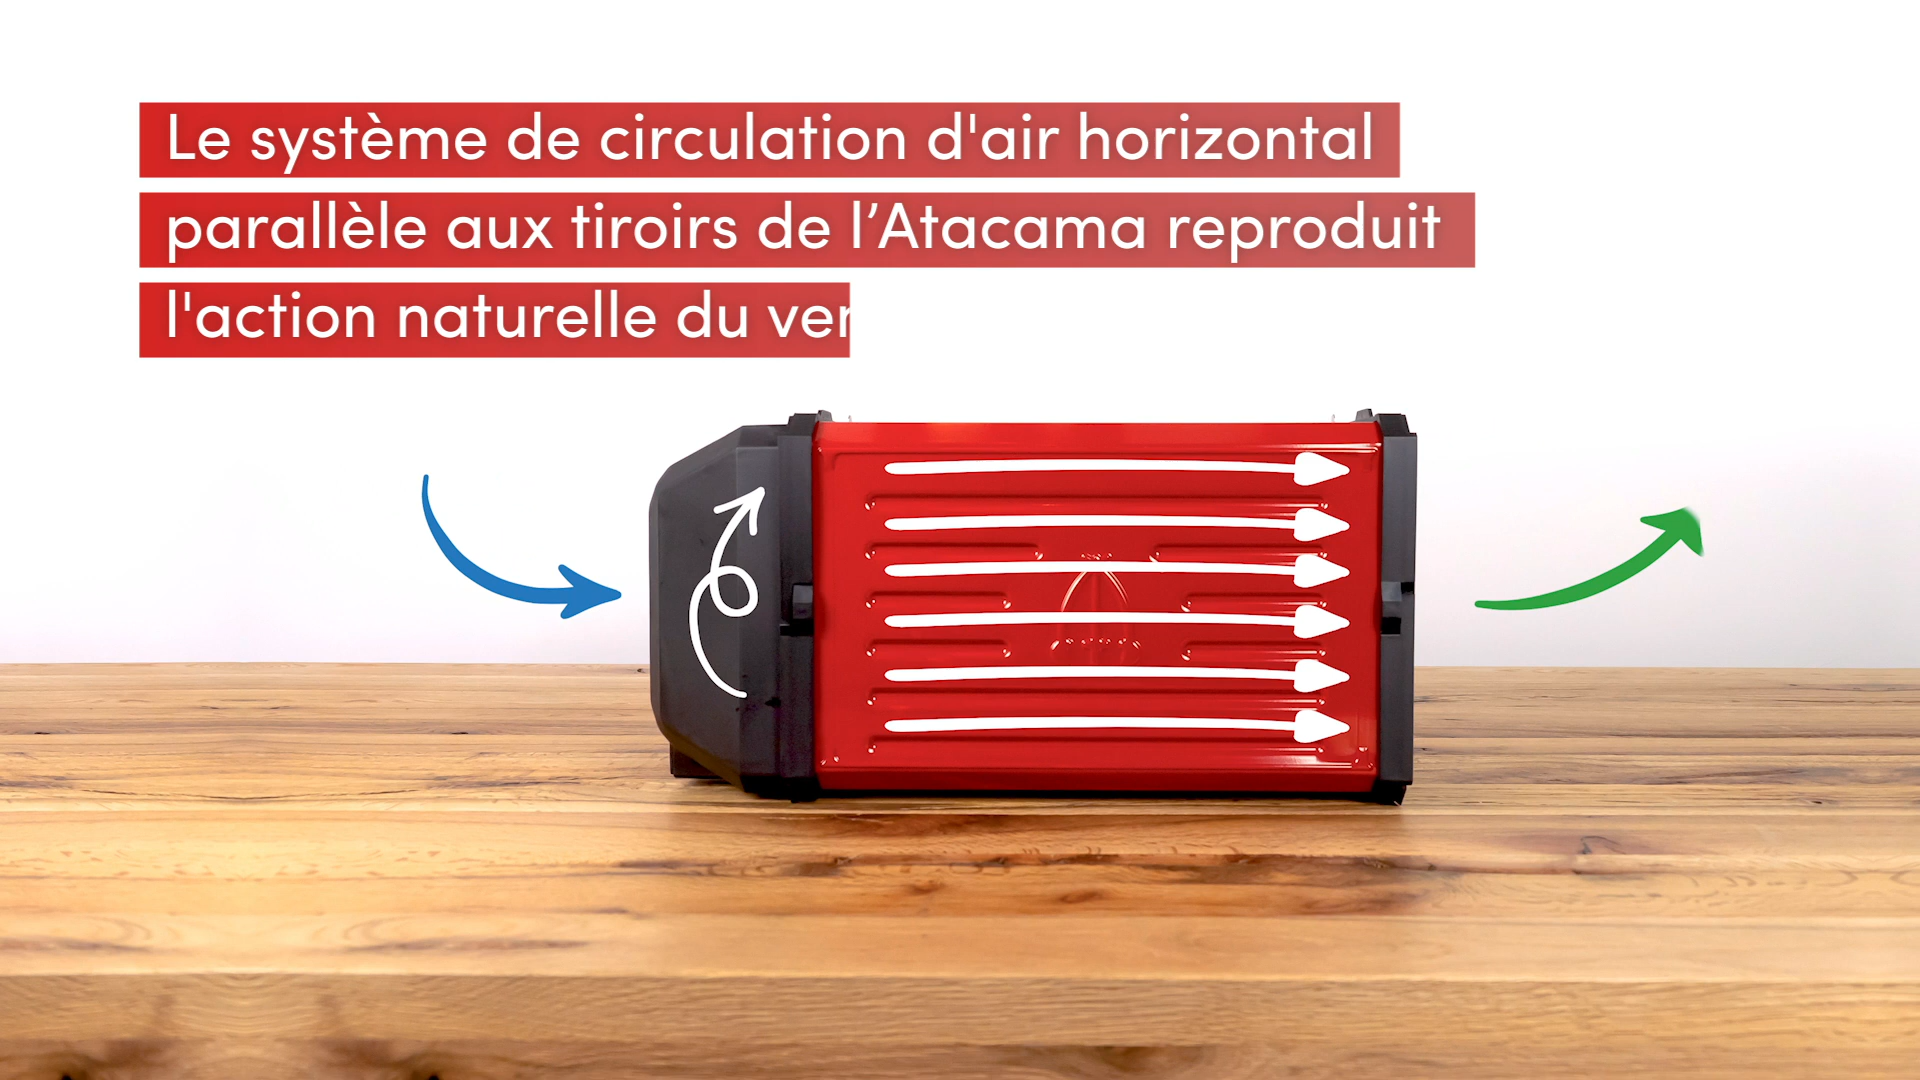 Le système de circulation d'air horizontal
parallèle aux tiroirs de l’Atacama reproduit
l'action naturelle du